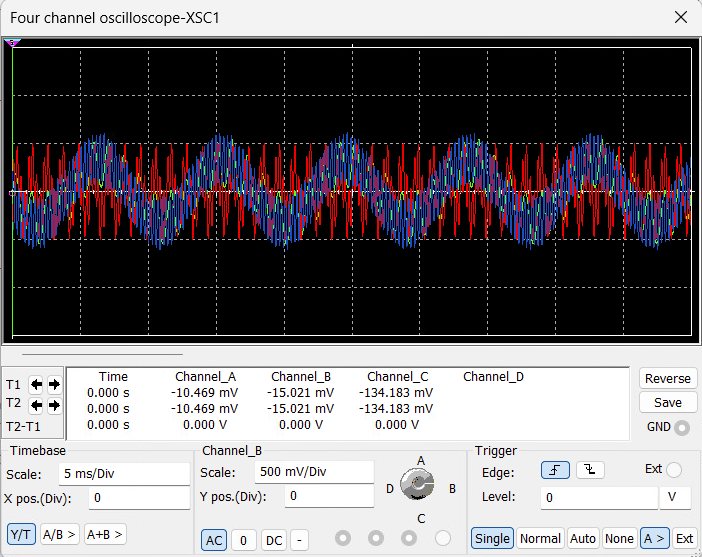 Four channel oscilloscope-XSC1
Time Channel_A Channel_B Channel_C Channel_D
T1 0.000 s -10.469 mV -15.021 mV -134.183 mV
T2 0.000 s -10.469 mV -15.021 mV -134.183 mV
T2-T1 0.000 s 0.000 V 0.000 V 0.000 V
Reverse
Save
GND
Timebase
Scale: 5 ms/Div
X pos.(Div): 0
Y/T A/B > A+B >
Channel_B
Scale: 500 mV/Div
Y pos.(Div): 0
AC 0 DC -
A
D B
C
Trigger
Edge: Ext
Level: 0 V
Single Normal Auto None A > Ext